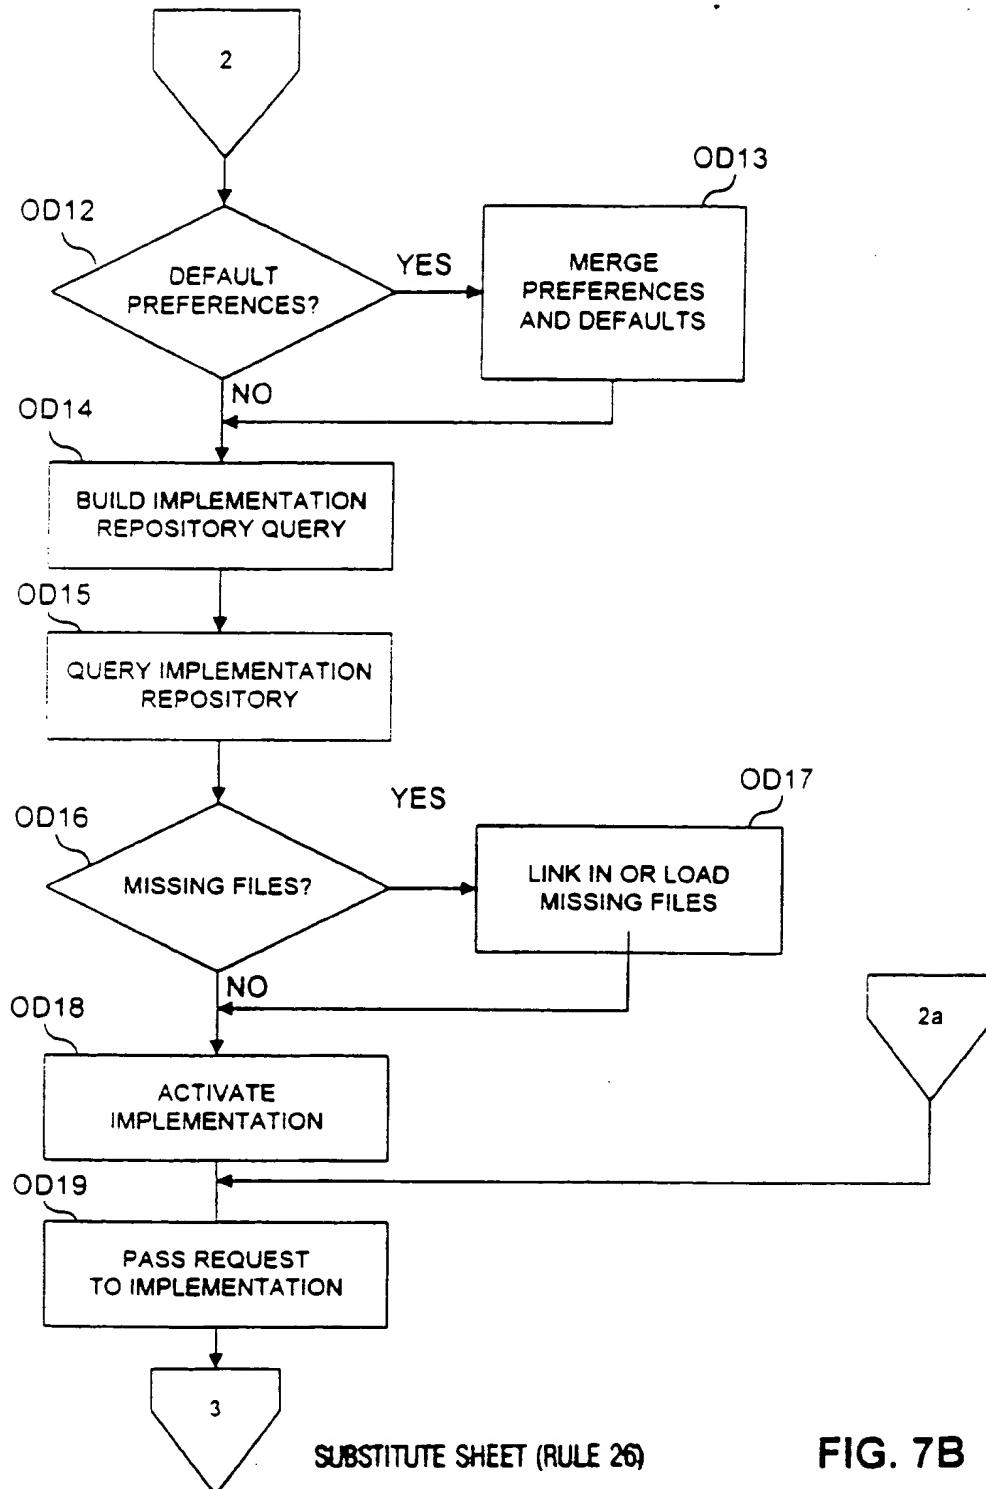 2
OD13
OD12
YES
DEFAULT
PREFERENCES?
MERGE
PREFERENCES
AND DEFAULTS
NO
OD14
BUILD IMPLEMENTATION
REPOSITORY QUERY
OD15
QUERY IMPLEMENTATION
REPOSITORY
OD17
YES
OD16
MISSING FILES?
LINK IN OR LOAD
MISSING FILES
NO
OD18
2a
ACTIVATE
IMPLEMENTATION
OD19
PASS REQUEST
TO IMPLEMENTATION
3
SUBSTITUTE SHEET (RULE 26)
FIG. 7B